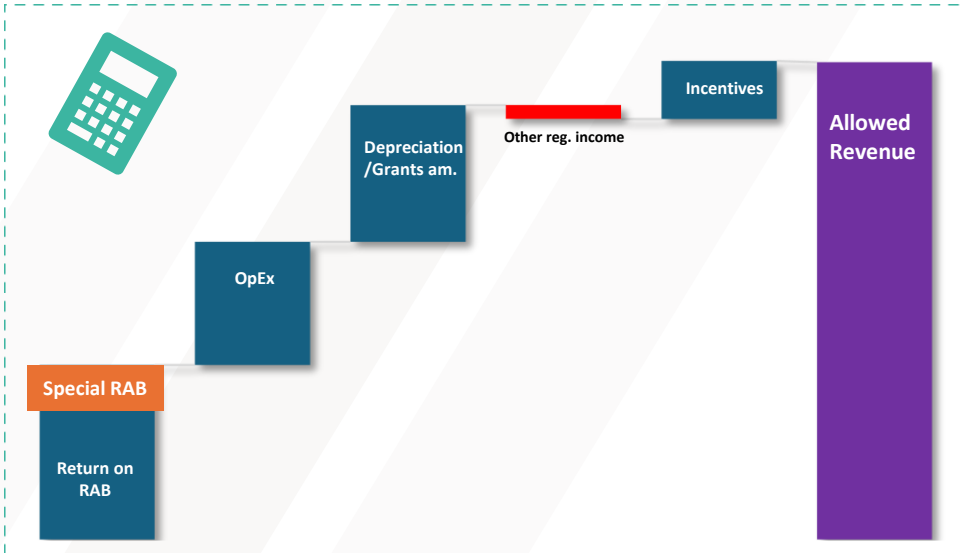 Incentives
Allowed
Revenue
Other reg. income
Depreciation
/Grants am.
OpEx
Special RAB
Return on
RAB